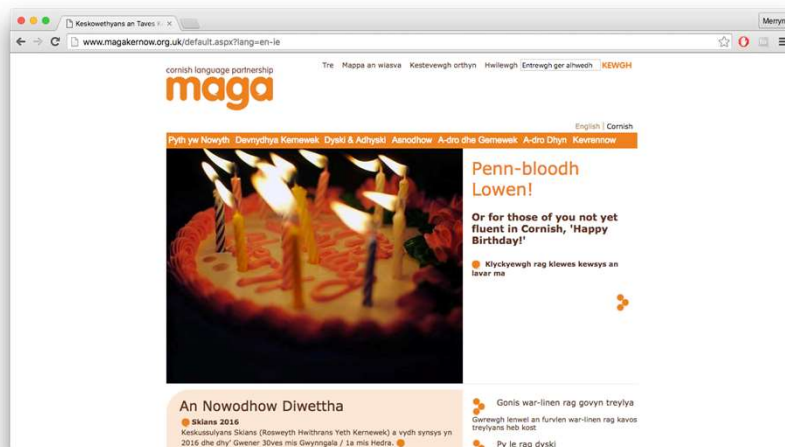 Keskowethyans an Taves K
Merryn
www.magakernow.org.uk/default.aspx?lang=en-ie
cornish language partnership
maga
Tre Mappa an wiasva Kestevewgh orthyn Hwilewgh Entrewgh ger alhwedh KEWGH
English | Cornish
Pyth yw Nowyth Devnydhya Kernewek Dyski & Adhyski Asnodhow A-dro dhe Gernewek A-dro Dhyn Kevrennow
Penn-bloodh
Lowen!
Or for those of you not yet
fluent in Cornish, 'Happy
Birthday!'
Klyckyewgh rag klewes kewsys an
lavar ma
An Nowodhow Diwettha
Skians 2016
Keskussulyans Skians (Rosweyth Hwithrans Yeth Kernewek) a vydh synsys yn
2016 dhe dhy' Gwener 30ves mis Gwynngala / 1a mis Hedra.
Gonis war-linen rag govyn treylya
Gwrewgh lenwel an furvlen war-linen rag kavos
treylyans heb kost
Py le rag dyski